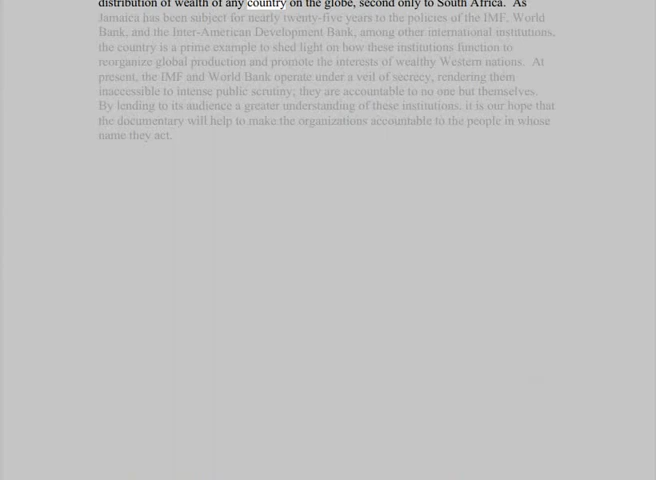 distribution of wealth of any country on the globe, second only to South Africa. As
Jamaica has been subject for nearly twenty-five years to the policies of the IMF, World
Bank, and the Inter-American Development Bank, among other international institutions,
the country is a prime example to shed light on how these institutions function to
reorganize global production and promote the interests of wealthy Western nations. At
present, the IMF and World Bank operate under a veil of secrecy, rendering them
inaccessible to intense public scrutiny; they are accountable to no one but themselves.
By lending to its audience a greater understanding of these institutions, it is our hope that
the documentary will help to make the organizations accountable to the people in whose
name they act.